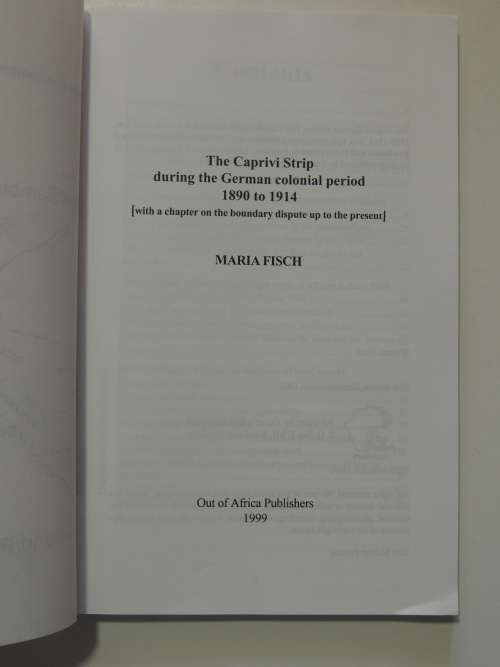 The Caprivi Strip
during the German colonial period
1890 to 1914
[with a chapter on the boundary dispute up to the present]
MARIA FISCH
Out of Africa Publishers
1999